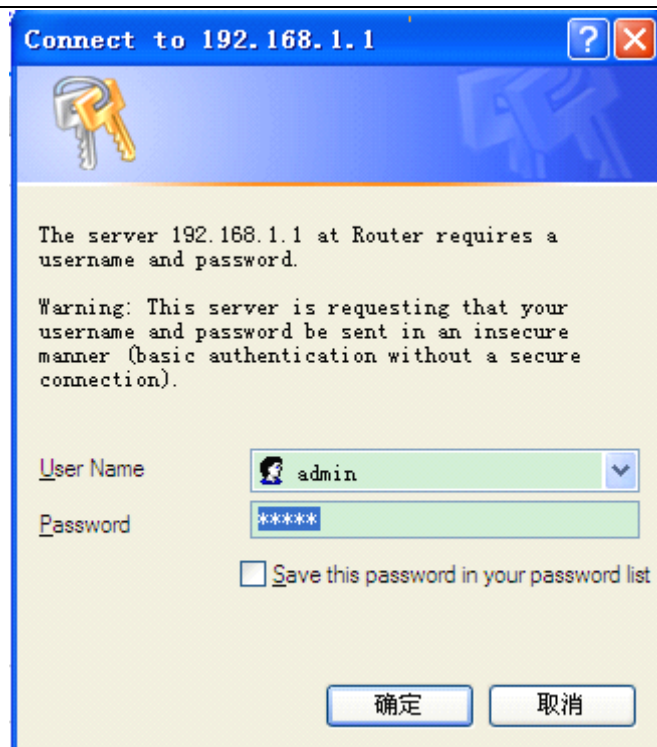 Connect to 192.168.1.1
The server 192.168.1.1 at Router requires a
username and password.
Warning: This server is requesting that your
username and password be sent in an insecure
manner (basic authentication without a secure
connection).
User Name
admin
Password
*****
Save this password in your password list
确定
取消